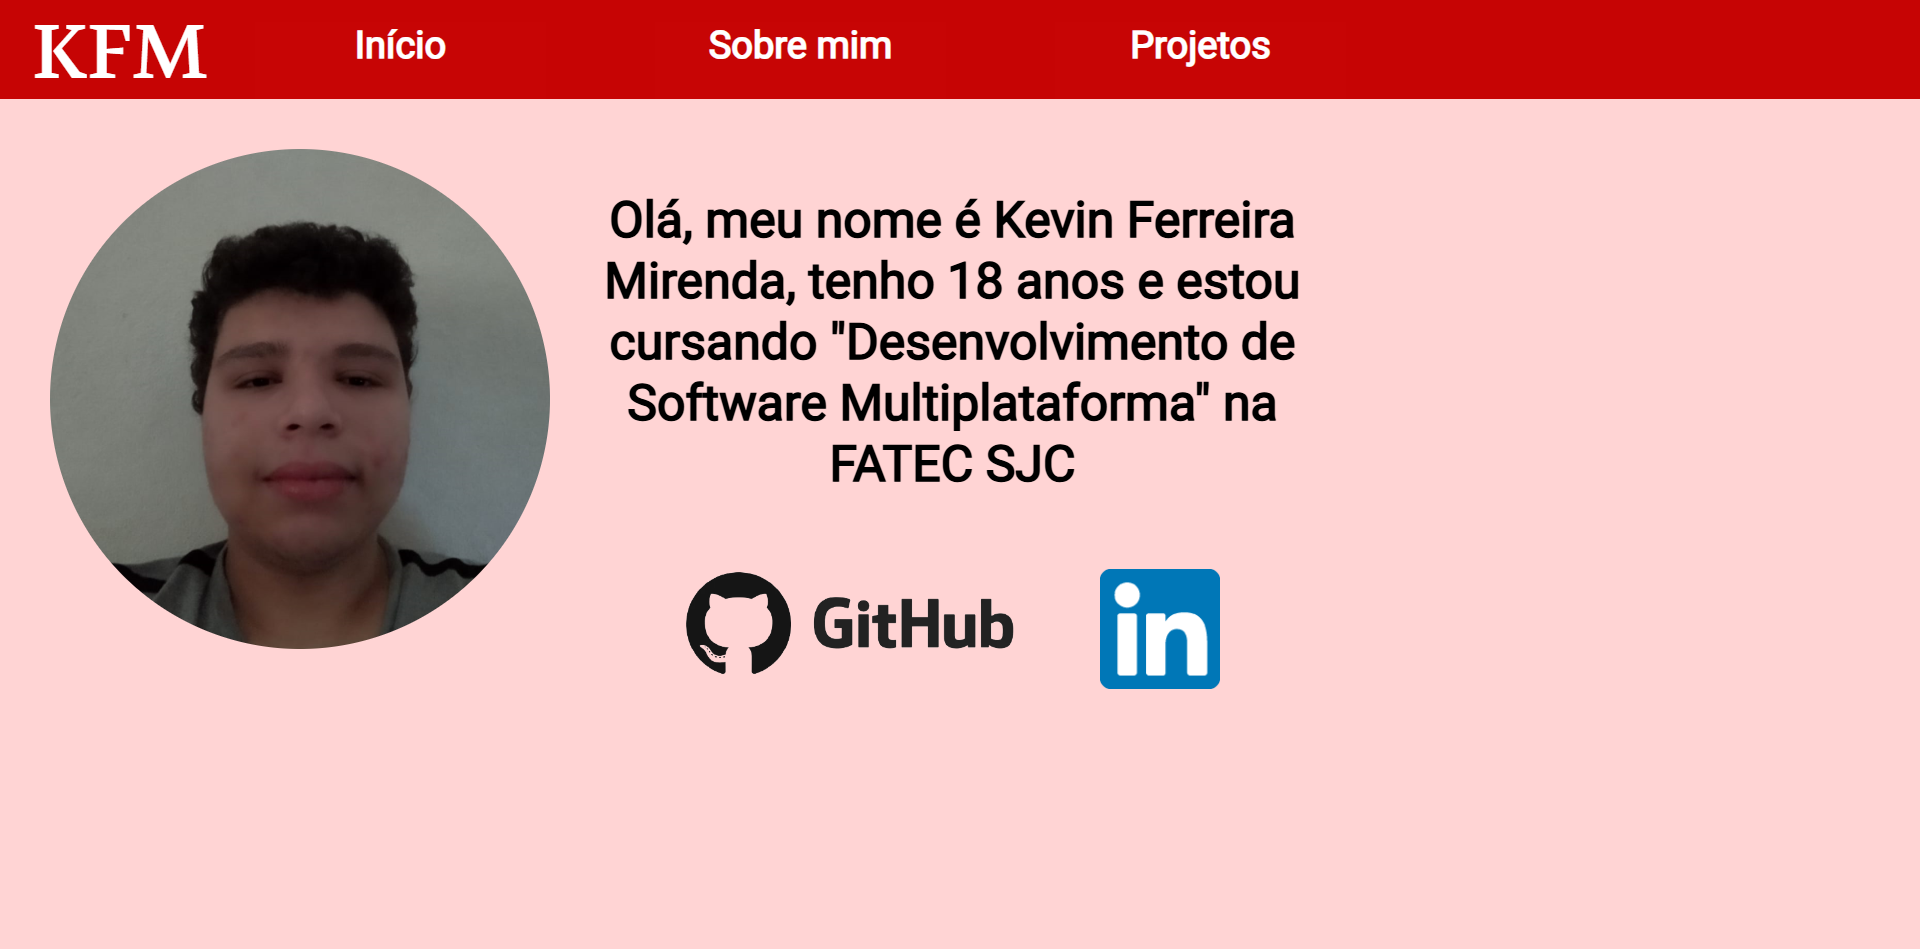 KFM
Início
Sobre mim
Projetos
Olá, meu nome é Kevin Ferreira
Mirenda, tenho 18 anos e estou
cursando "Desenvolvimento de
Software Multiplataforma" na
FATEC SJC
GitHub
in